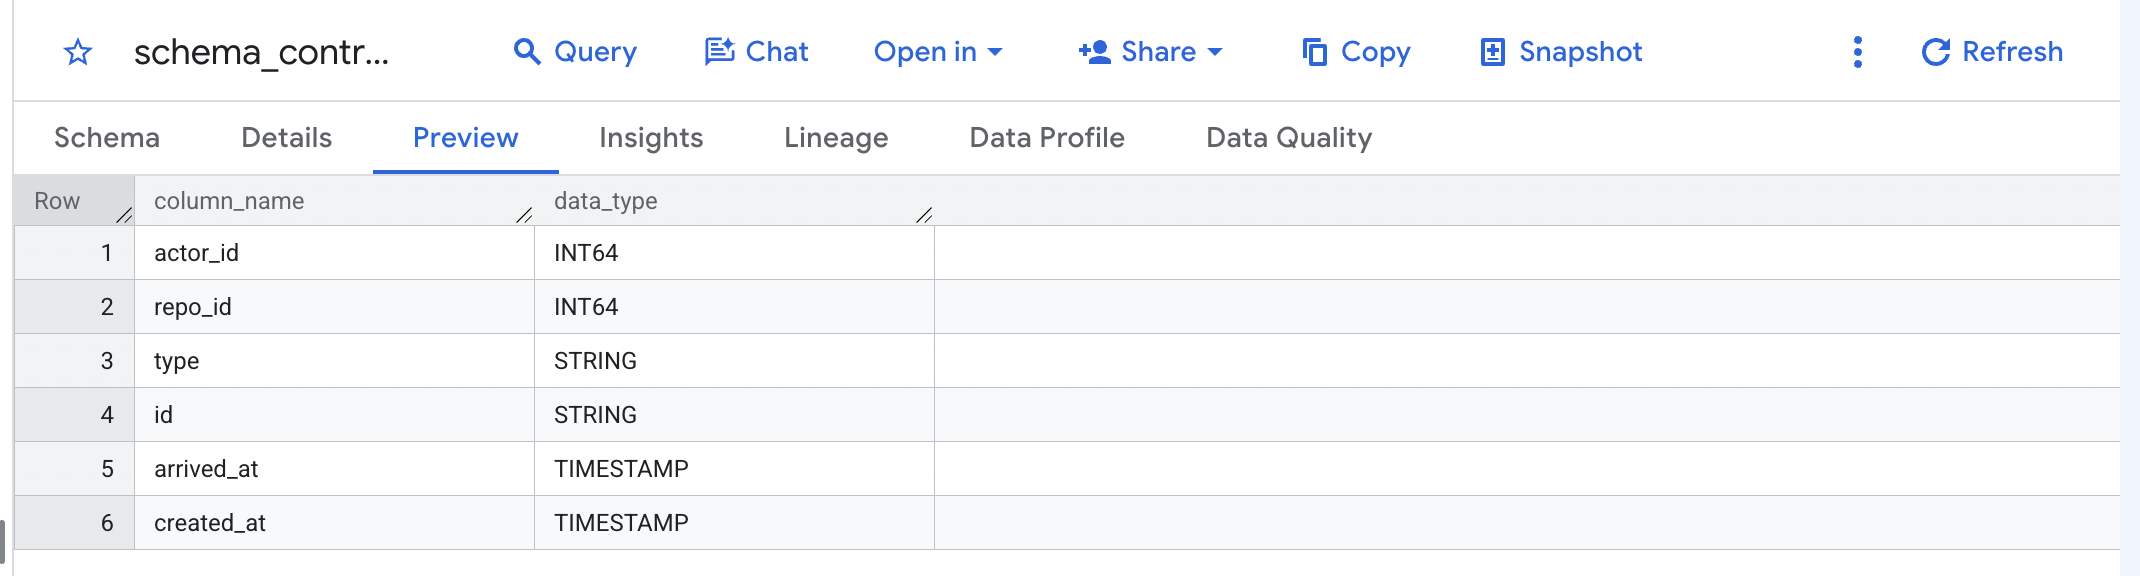 schema_contr... Query Chat Open in Share Copy Snapshot Refresh
Schema Details Preview Insights Lineage Data Profile Data Quality
Row column_name data_type
1 actor_id INT64
2 repo_id INT64
3 type STRING
4 id STRING
5 arrived_at TIMESTAMP
6 created_at TIMESTAMP